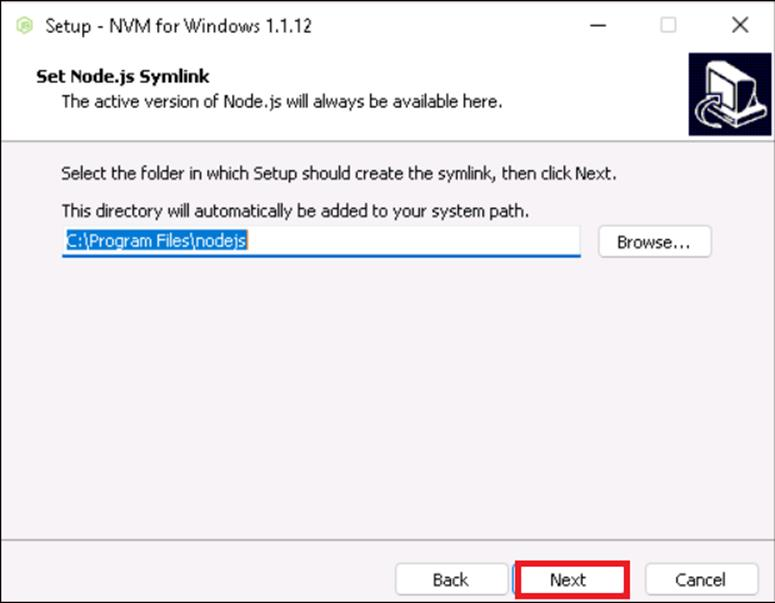 Setup - NVM for Windows 1.1.12
Set Node.js Symlink
The active version of Node.js will always be available here.
Select the folder in which Setup should create the symlink, then click Next.
This directory will automatically be added to your system path.
C:\Program Files\nodejs
Browse...
Back
Next
Cancel